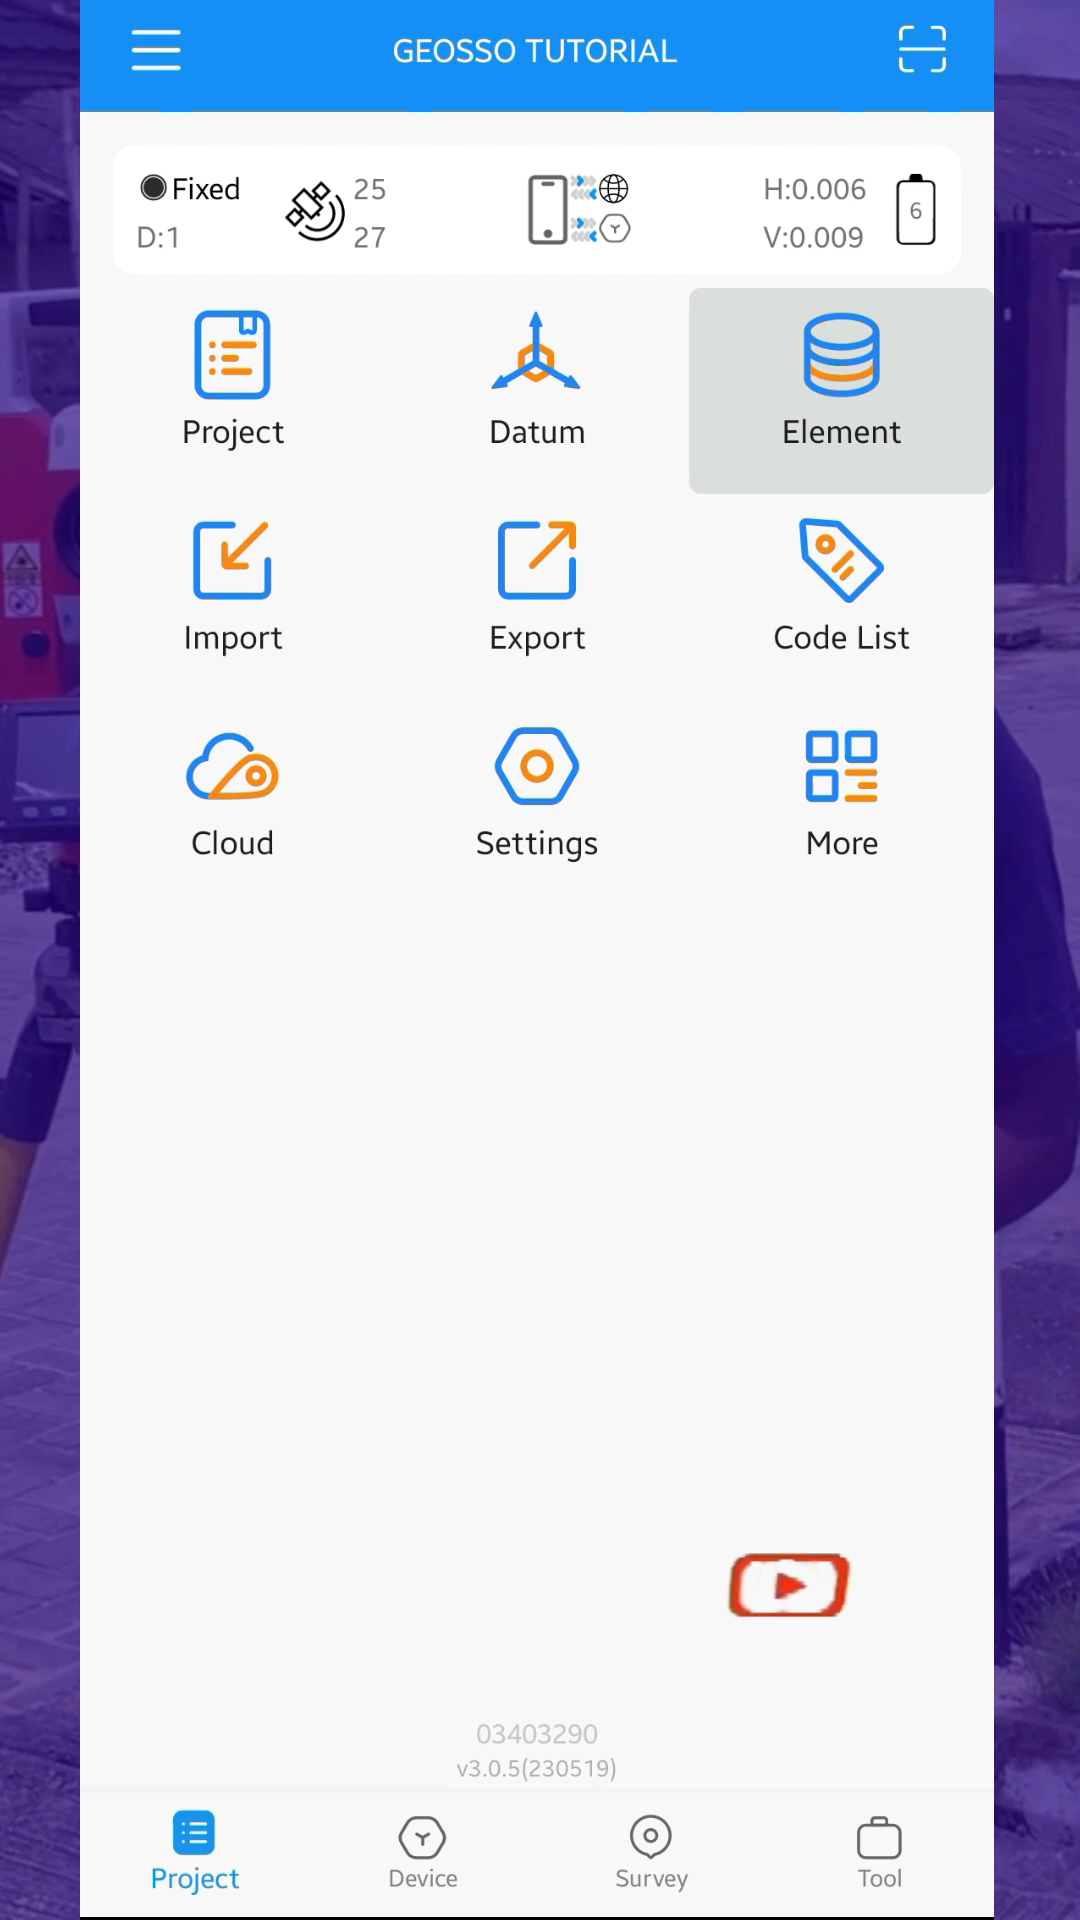 GEOSSO TUTORIAL
Fixed
25
H:0.006
6
D:1
27
V:0.009
Project
Datum
Element
Import
Export
Code List
Cloud
Settings
More
03403290
v3.0.5(230519)
Project
Device
Survey
Tool